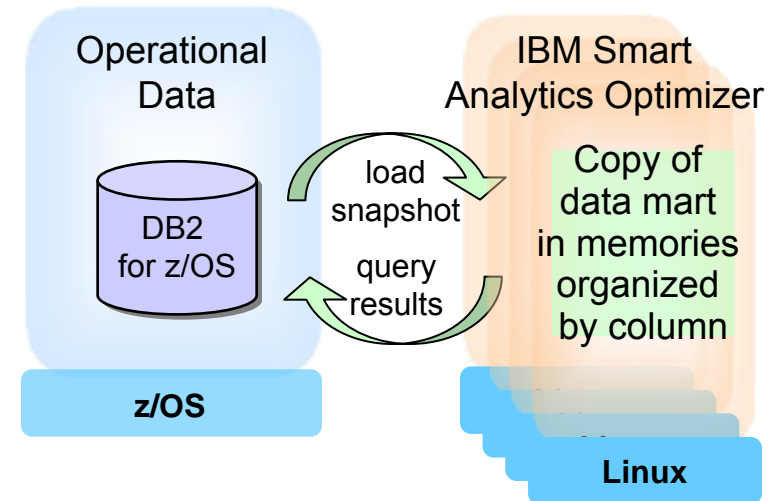 Operational
Data
DB2
for z/OS
z/OS
load
snapshot
query
results
IBM Smart
Analytics Optimizer
Copy of
data mart
in memories
organized
by column
Linux